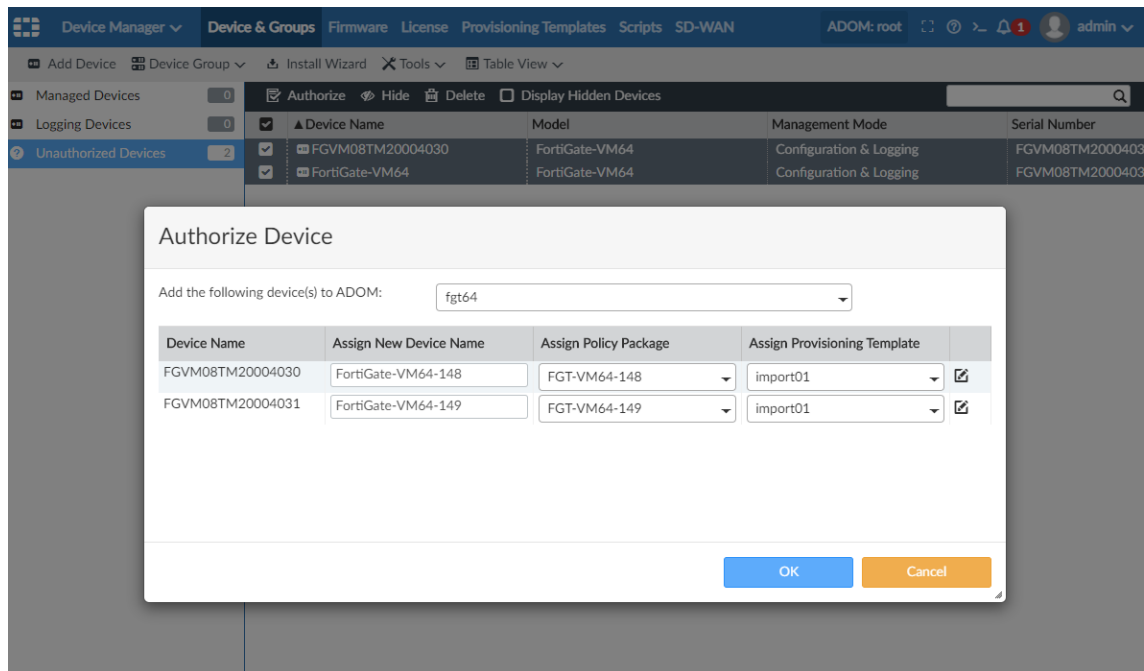 Device Manager Device & Groups Firmware License Provisioning Templates Scripts SD-WAN ADOM: root 1 admin
Add Device Device Group Install Wizard Tools Table View
Managed Devices 0 Authorize Hide Delete Display Hidden Devices
Logging Devices 0 Device Name Model Management Mode Serial Number
Unauthorized Devices 2 FGVM08TM20004030 FortiGate-VM64 Configuration & Logging FGVM08TM2000403
FortiGate-VM64 FortiGate-VM64 Configuration & Logging FGVM08TM2000403
Authorize Device
Add the following device(s) to ADOM: fgt64
Device Name Assign New Device Name Assign Policy Package Assign Provisioning Template
FGVM08TM20004030 FortiGate-VM64-148 FGT-VM64-148 import01
FGVM08TM20004031 FortiGate-VM64-149 FGT-VM64-149 import01
OK Cancel